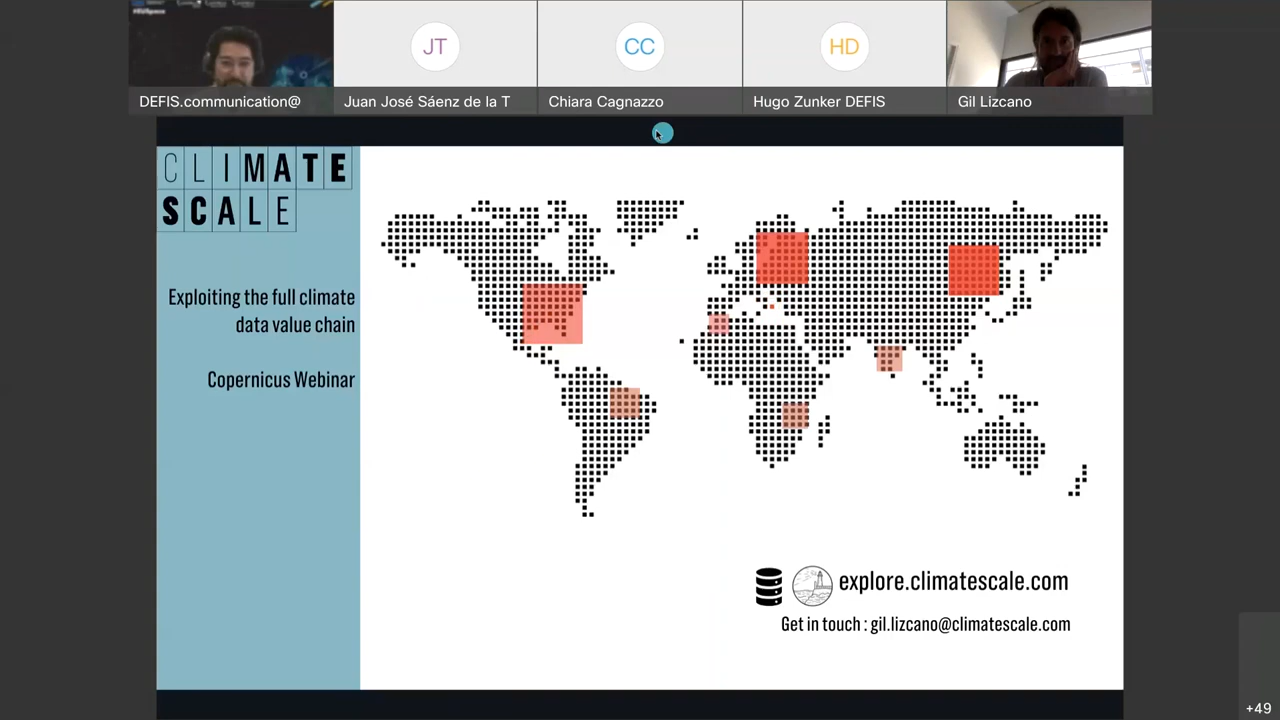 #EUSpace
JT
CC
HD
DEFIS.communication@
Juan José Sáenz de la T
Chiara Cagnazzo
Hugo Zunker DEFIS
Gil Lizcano
CLIMATE
SCALE
Exploiting the full climate
data value chain
Copernicus Webinar
explore.climatescale.com
Get in touch : gil.lizcano@climatescale.com
+49